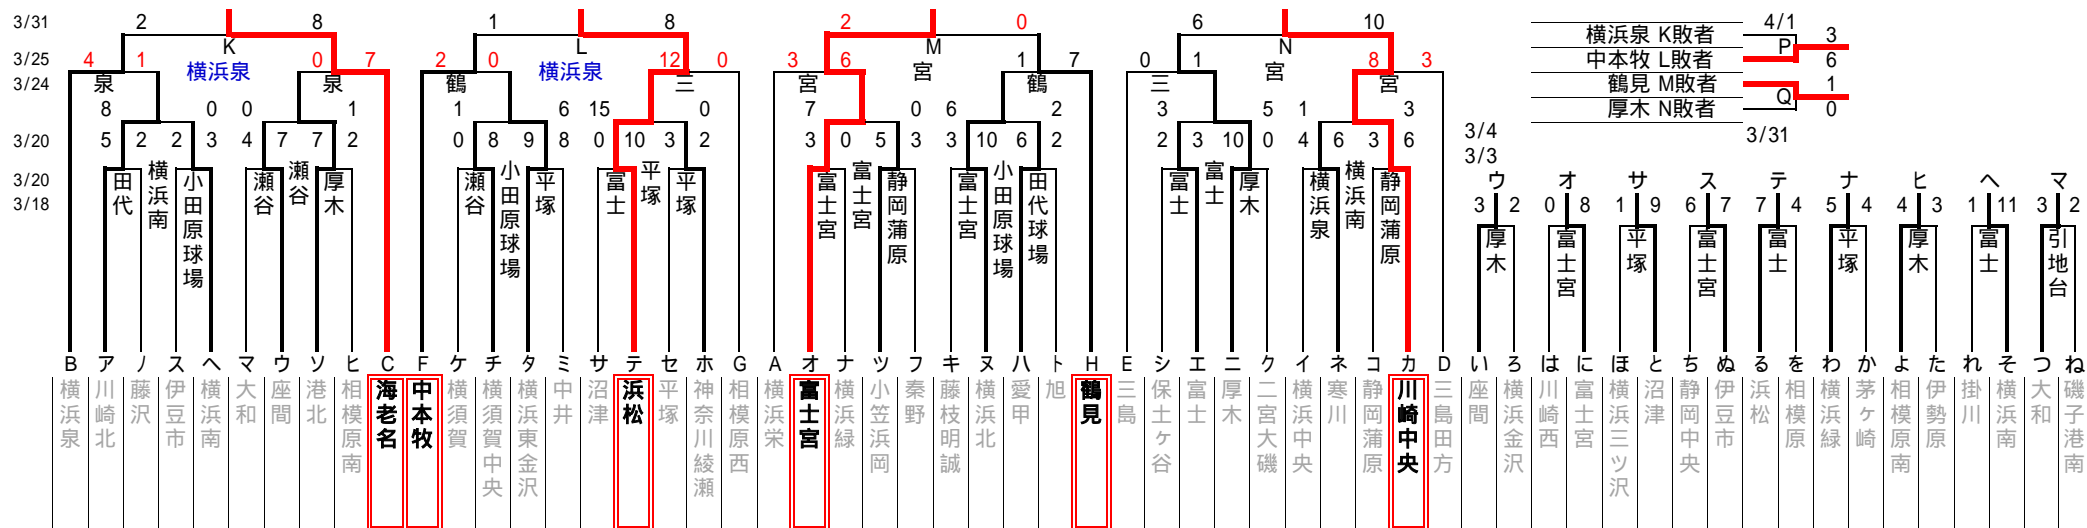 3/31 2 8 1 8 2 0 6 10 4/1
K L M N 横浜泉 K敗者 P 3
3/25 4 1 横浜泉 0 7 2 0 横浜泉 12 0 3 6 宮 1 7 0 1 宮 8 3 中本牧 L敗者 6
3/24 泉 泉 鶴 三 宮 鶴 三 宮 鶴見 M敗者 Q 1
8 0 0 1 1 6 15 0 7 0 6 2 3 5 1 3 厚木 N敗者 0
3/20 5 2 2 3 4 7 7 2 0 8 9 8 0 10 3 2 3 0 5 3 3 10 6 2 2 3 10 0 4 6 3 6 3/4 3/31
3/3
3/20
3/18
田代
横浜南
小田原球場
瀬谷
瀬谷
厚木
瀬谷
小田原球場
平塚
富士
平塚
平塚
富士宮
富士宮
静岡蒲原
富士宮
小田原球場
田代球場
富士
富士
厚木
横浜泉
横浜南
静岡蒲原
ウ オ サ ス テ ナ ヒ ヘ マ
3 2 0 8 1 9 6 7 7 4 5 4 4 3 1 11 3 2
厚木
富士宮
平塚
富士宮
富士
平塚
厚木
富士
引地台
B ア ノ ス ヘ マ ウ ソ ヒ C F ケ チ タ ミ サ テ セ ホ G A オ ナ ツ フ キ ヌ ハ ト H E シ エ ニ ク イ ネ コ カ D い ろ は に ほ と ち ぬ る を わ か よ た れ そ つ ね
横浜泉
川崎北
藤沢
伊豆市
横浜南
大和
座間
港北
相模原南
海老名
中本牧
横須賀
横須賀中央
横浜東金沢
中井
沼津
浜松
平塚
神奈川綾瀬
相模原西
横浜栄
富士宮
横浜緑
小笠浜岡
秦野
藤枝明誠
横浜北
愛甲
旭
鶴見
三島
保土ヶ谷
富士
厚木
二宮大磯
横浜中央
寒川
静岡蒲原
川崎中央
三島田方
座間
横浜金沢
川崎西
富士宮
横浜三ツ沢
沼津
静岡中央
伊豆市
浜松
相模原
横浜緑
茅ヶ崎
相模原南
伊勢原
掛川
横浜南
大和
磯子港南